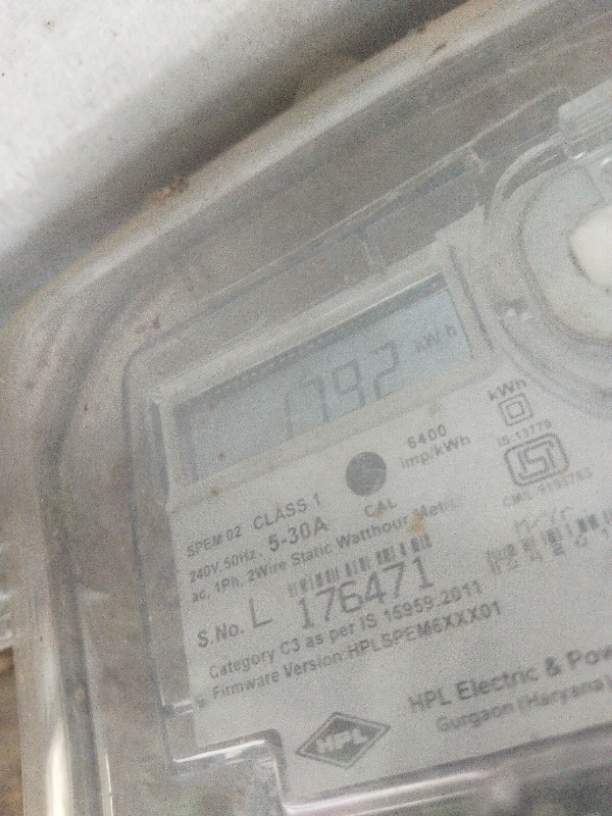 1792 kWh
6400
imp/kWh
CAL
kWh
IS:13779
SPEM 02 CLASS 1
240V, 50Hz, 5-30A
ac, 1Ph, 2Wire Static Watthour Meter
S.No. L 176471
Category C3 as per IS 15959:2011
Firmware Version:HPLSPEM6XXX01
HPL
HPL Electric &
Gurgaon (Haryana)